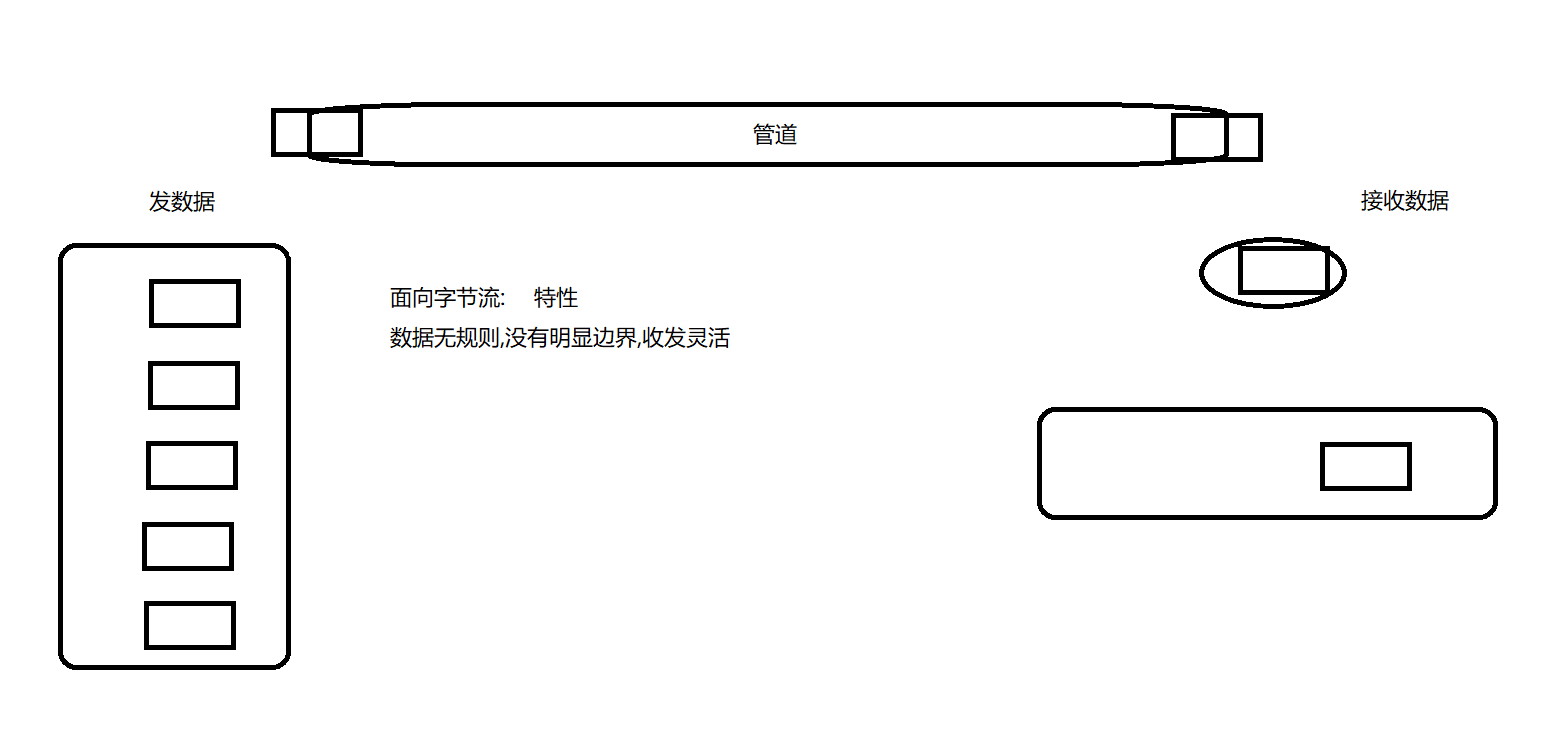 管道
发数据
接收数据
面向字节流:    特性
数据无规则,没有明显边界,收发灵活